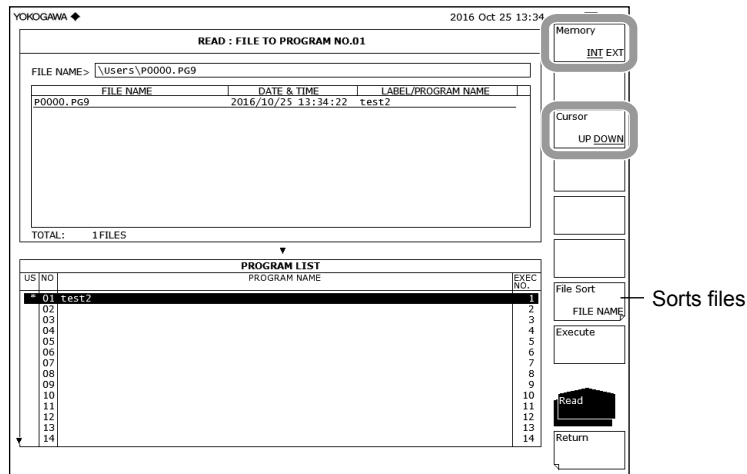 YOKOGAWA ◆ 2016 Oct 25 13:34
READ : FILE TO PROGRAM NO.01
FILE NAME> \Users\P0000.PG9
FILE NAME DATE & TIME LABEL/PROGRAM NAME
P0000.PG9 2016/10/25 13:34:22 test2
TOTAL: 1FILES
▼
PROGRAM LIST
US NO PROGRAM NAME EXEC NO.
* 01 test2 1
02 2
03 3
04 4
05 5
06 6
07 7
08 8
09 9
10 10
11 11
12 12
13 13
14 14
Memory
INT EXT
Cursor
UP DOWN
File Sort
FILE NAME
Execute
Read
Return
Sorts files